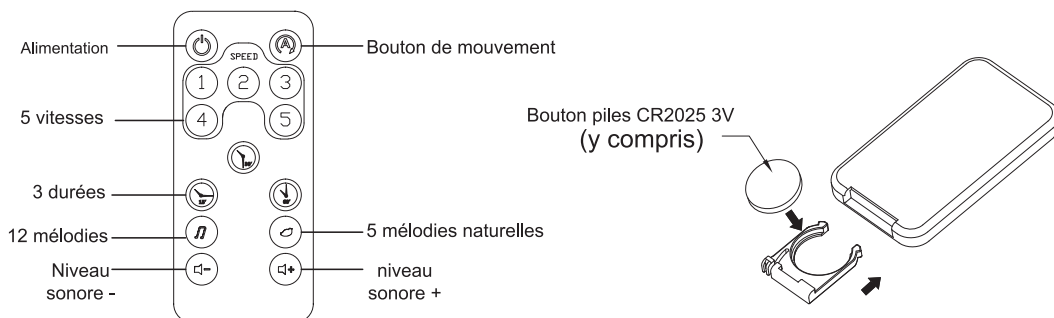 Alimentation
Bouton de mouvement
SPEED
1 2 3
5 vitesses
4 5
3 durées
12 mélodies
5 mélodies naturelles
Niveau
sonore -
niveau
sonore +
Bouton piles CR2025 3V
(y compris)